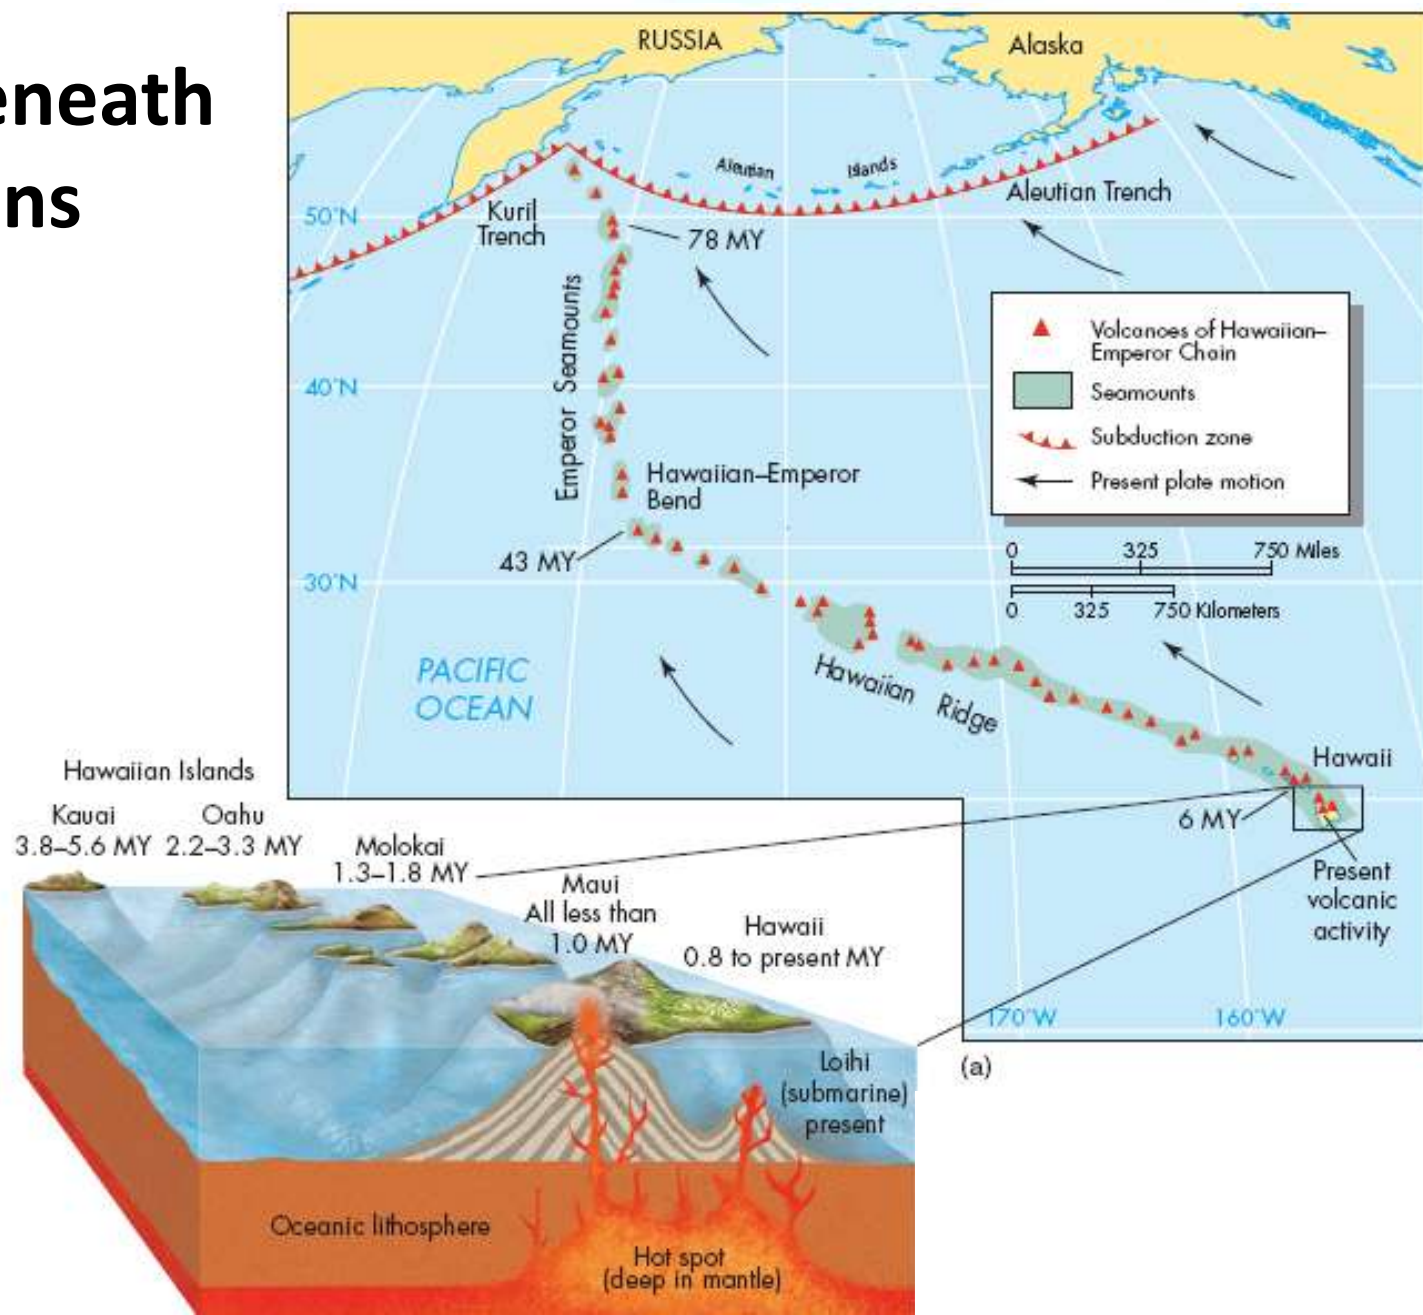 eneath
ns
RUSSIA
Alaska
Aleutian
Islands
Aleutian Trench
50°N
Kuril
Trench
78 MY
Emperor Seamounts
Volcanoes of Hawaiian–
Emperor Chain
Seamounts
Subduction zone
Present plate motion
40°N
Hawaiian–Emperor
Bend
43 MY
0 325 750 Miles
0 325 750 Kilometers
30°N
PACIFIC
OCEAN
Hawaiian Ridge
Hawaii
6 MY
Present
volcanic
activity
170°W
160°W
(a)
Hawaiian Islands
Kauai
3.8–5.6 MY
Oahu
2.2–3.3 MY
Molokai
1.3–1.8 MY
Maui
All less than
1.0 MY
Hawaii
0.8 to present MY
Loihi
(submarine)
present
Oceanic lithosphere
Hot spot
(deep in mantle)